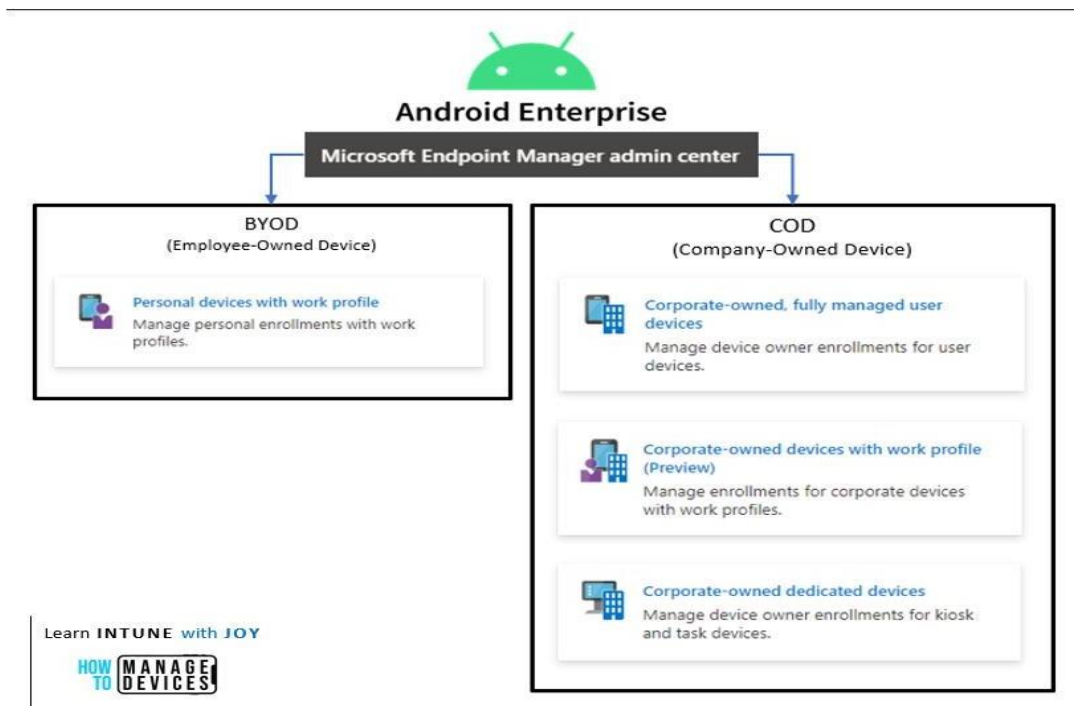 Android Enterprise
Microsoft Endpoint Manager admin center
BYOD
(Employee-Owned Device)
Personal devices with work profile
Manage personal enrollments with work
profiles.
COD
(Company-Owned Device)
Corporate-owned, fully managed user
devices
Manage device owner enrollments for user
devices.
Corporate-owned devices with work profile
(Preview)
Manage enrollments for corporate devices
with work profiles.
Corporate-owned dedicated devices
Manage device owner enrollments for kiosk
and task devices.
Learn INTUNE with JOY
HOW MANAGE
TO DEVICES